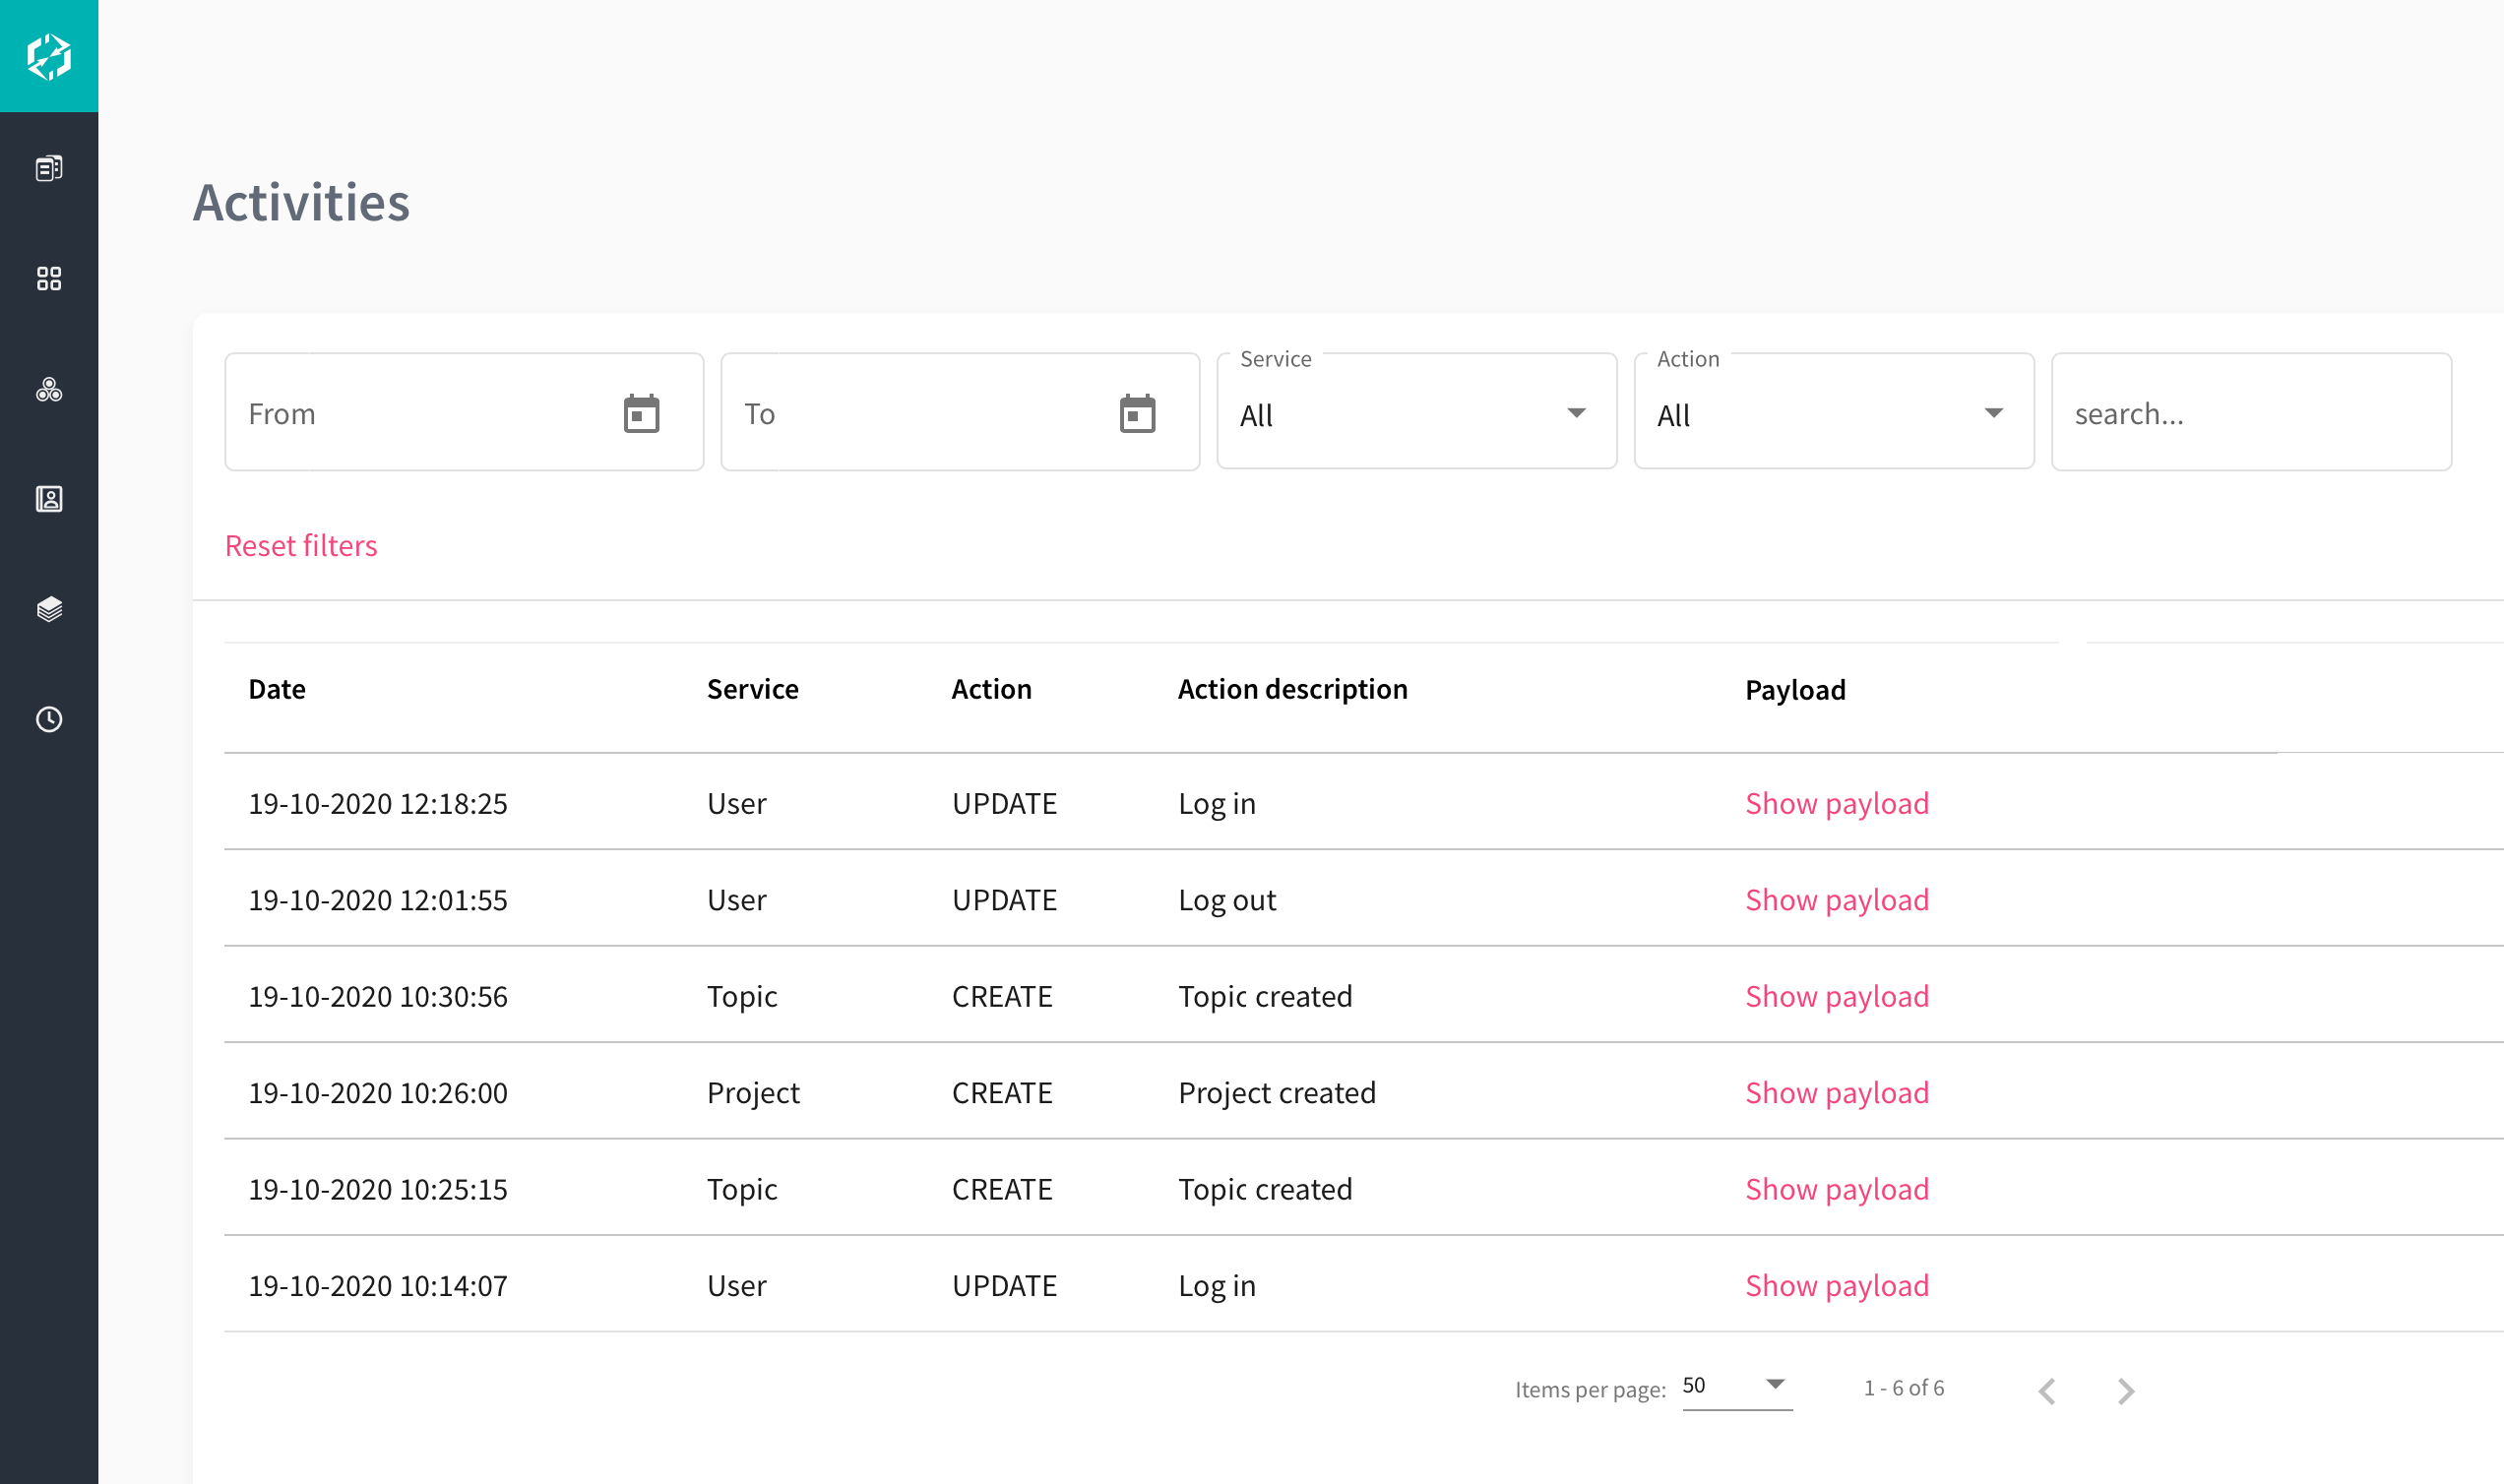 Activities
Service Action
From To All All search...
Reset filters
Date Service Action Action description Payload
19-10-2020 12:18:25 User UPDATE Log in Show payload
19-10-2020 12:01:55 User UPDATE Log out Show payload
19-10-2020 10:30:56 Topic CREATE Topic created Show payload
19-10-2020 10:26:00 Project CREATE Project created Show payload
19-10-2020 10:25:15 Topic CREATE Topic created Show payload
19-10-2020 10:14:07 User UPDATE Log in Show payload
Items per page: 50 1 - 6 of 6